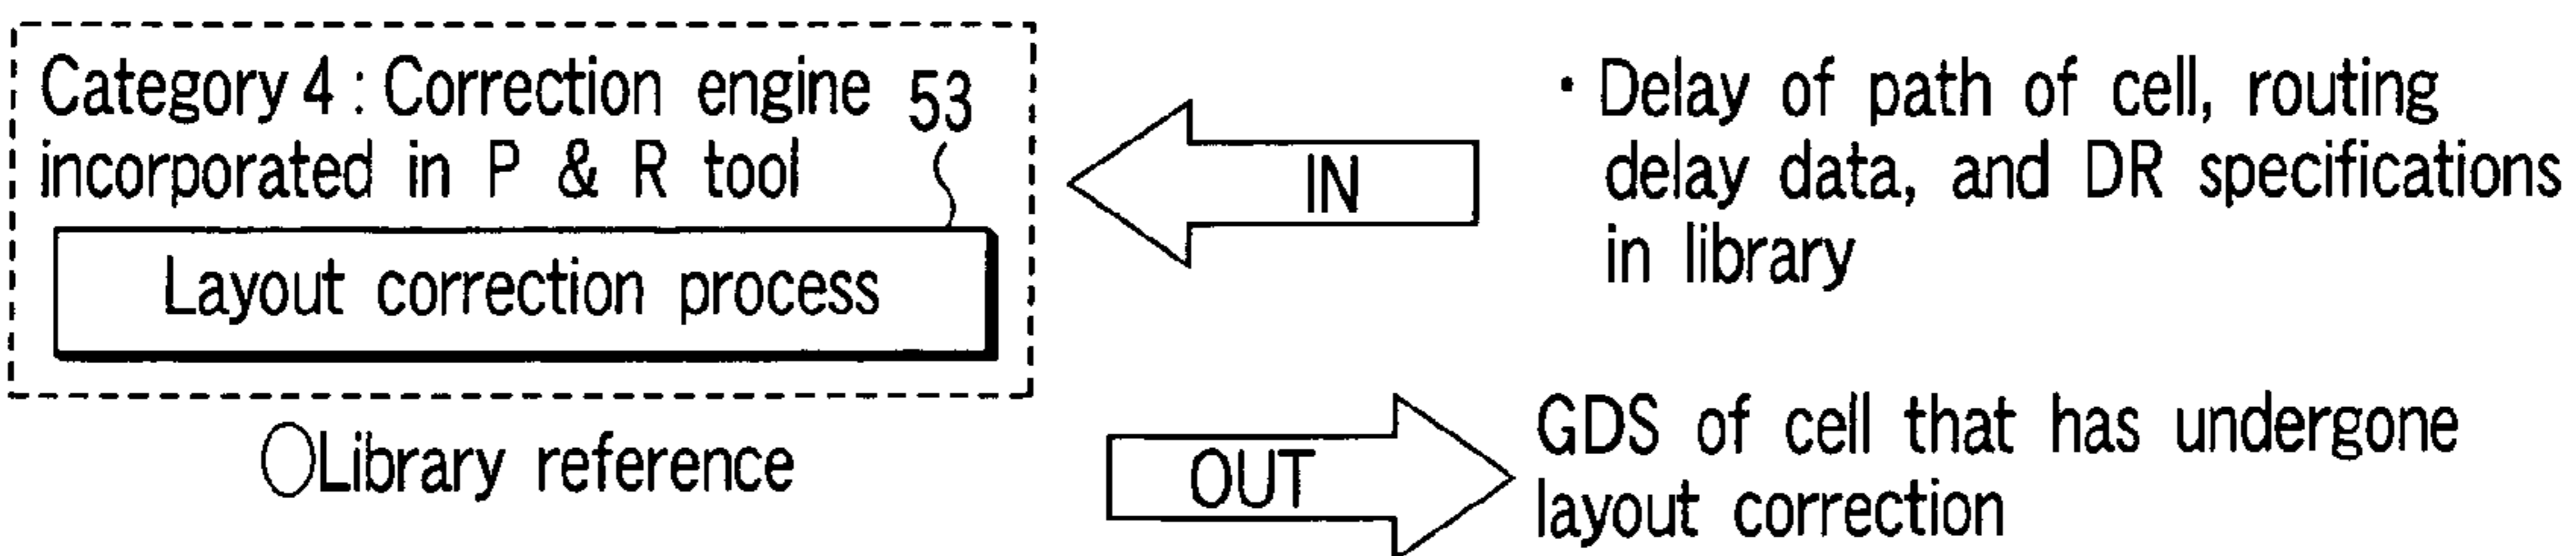 Category 4 : Correction engine 53
incorporated in P & R tool
Layout correction process
○Library reference
IN
・Delay of path of cell, routing
delay data, and DR specifications
in library
OUT
GDS of cell that has undergone
layout correction